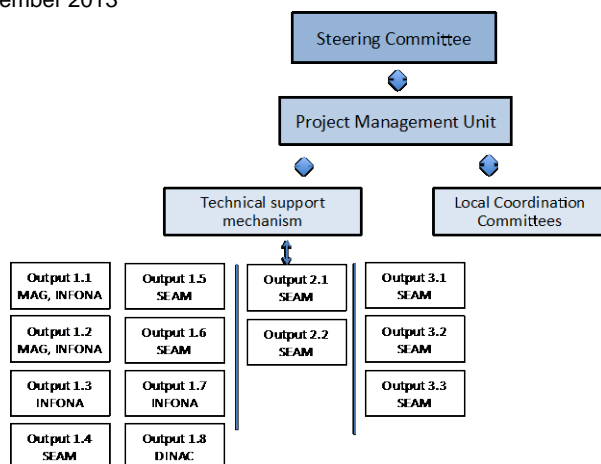 Steering Committee
Project Management Unit
Technical support
mechanism
Local Coordination
Committees
Output 1.1
MAG, INFONA
Output 1.2
MAG, INFONA
Output 1.3
INFONA
Output 1.4
SEAM
Output 1.5
SEAM
Output 1.6
SEAM
Output 1.7
INFONA
Output 1.8
DINAC
Output 2.1
SEAM
Output 2.2
SEAM
Output 3.1
SEAM
Output 3.2
SEAM
Output 3.3
SEAM